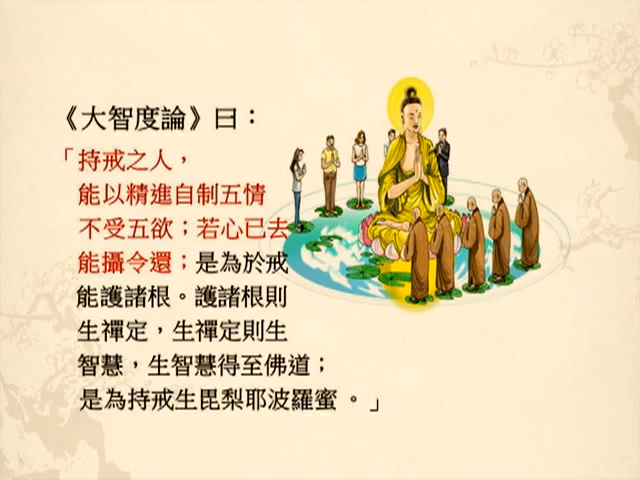 《大智度論》曰：
「持戒之人，
能以精進自制五情
不受五欲；若心已去
能攝令還；是為於戒
能護諸根。護諸根則
生禪定，生禪定則生
智慧，生智慧得至佛道；
是為持戒生毘梨耶波羅蜜。」